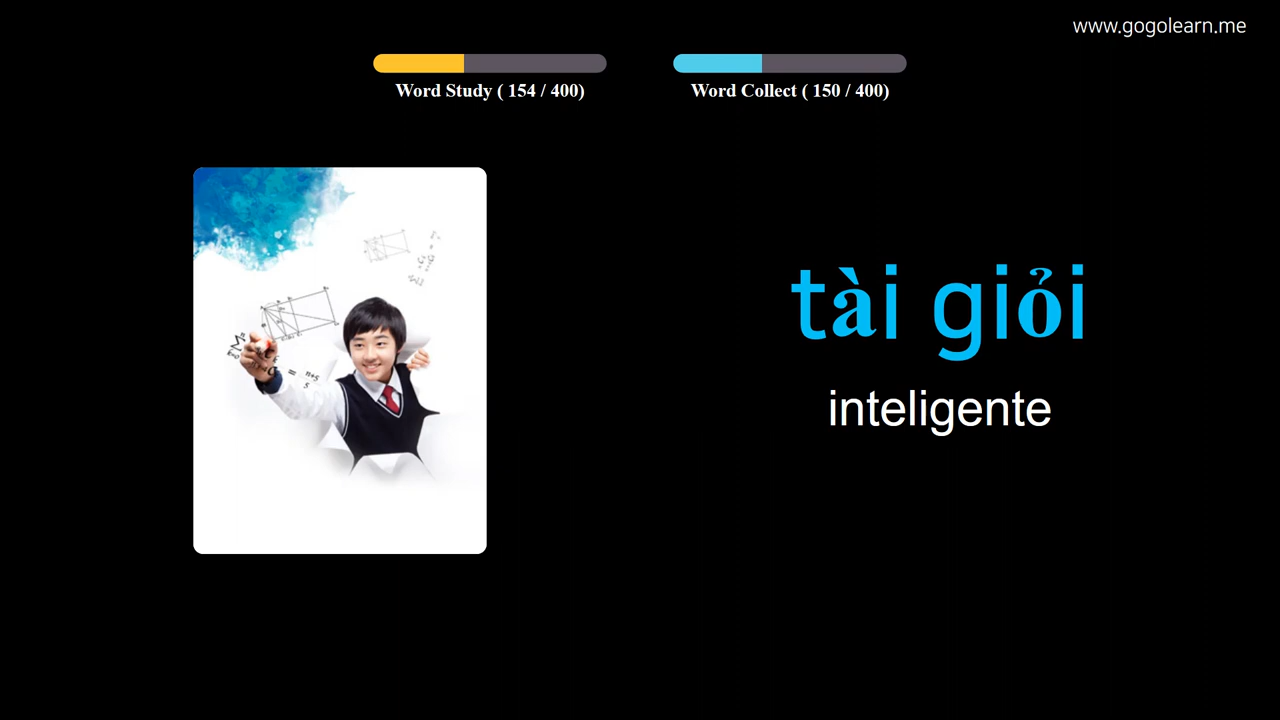 www.gogolearn.me
Word Study ( 154 / 400)
Word Collect ( 150 / 400)
tài giỏi
inteligente